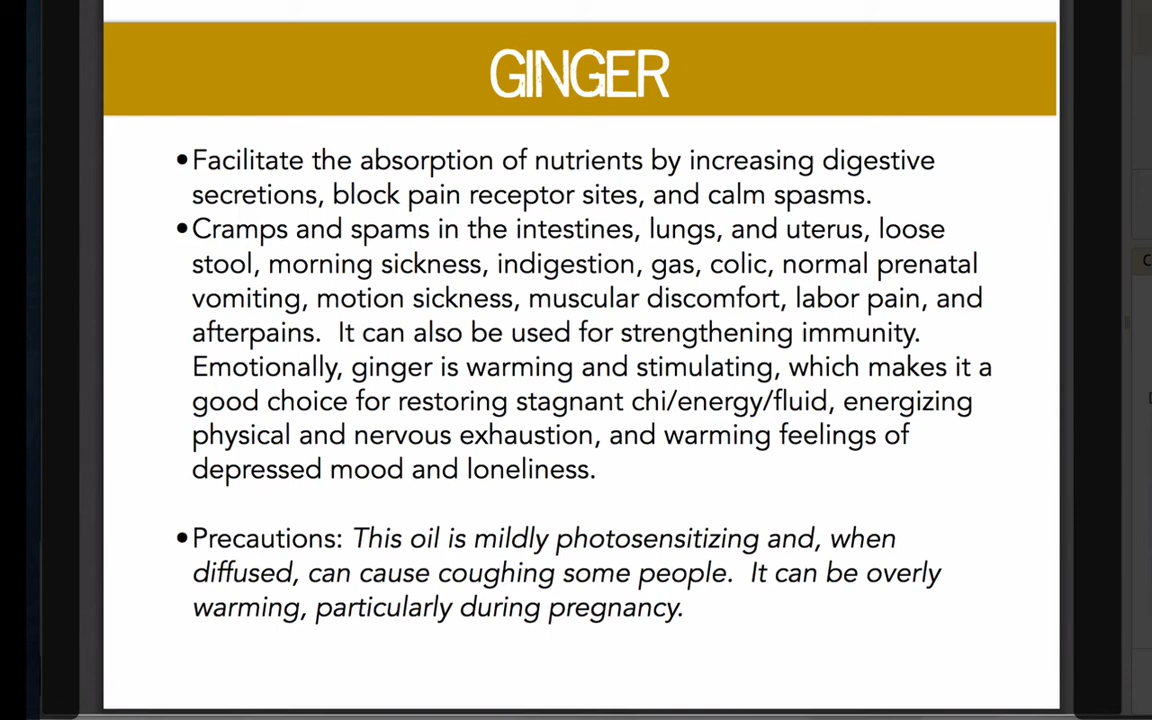 GINGER
•Facilitate the absorption of nutrients by increasing digestive
secretions, block pain receptor sites, and calm spasms.
•Cramps and spams in the intestines, lungs, and uterus, loose
stool, morning sickness, indigestion, gas, colic, normal prenatal
vomiting, motion sickness, muscular discomfort, labor pain, and
afterpains.  It can also be used for strengthening immunity.
Emotionally, ginger is warming and stimulating, which makes it a
good choice for restoring stagnant chi/energy/fluid, energizing
physical and nervous exhaustion, and warming feelings of
depressed mood and loneliness.
•Precautions: This oil is mildly photosensitizing and, when
diffused, can cause coughing some people.  It can be overly
warming, particularly during pregnancy.